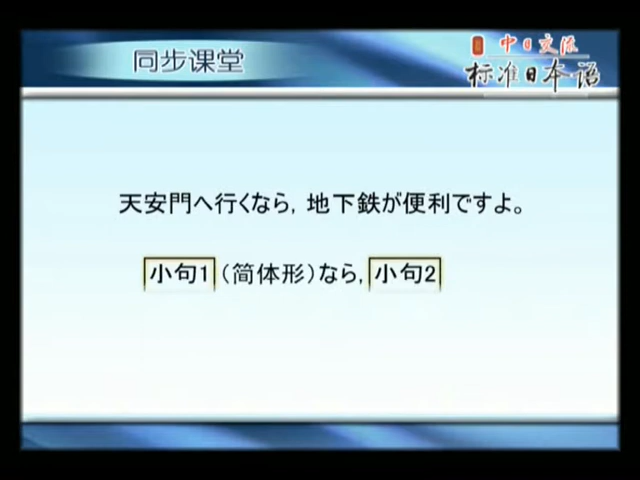 同步课堂
中日交流
标准日本语
天安門へ行くなら,地下鉄が便利ですよ。
小句1(简体形)なら,小句2